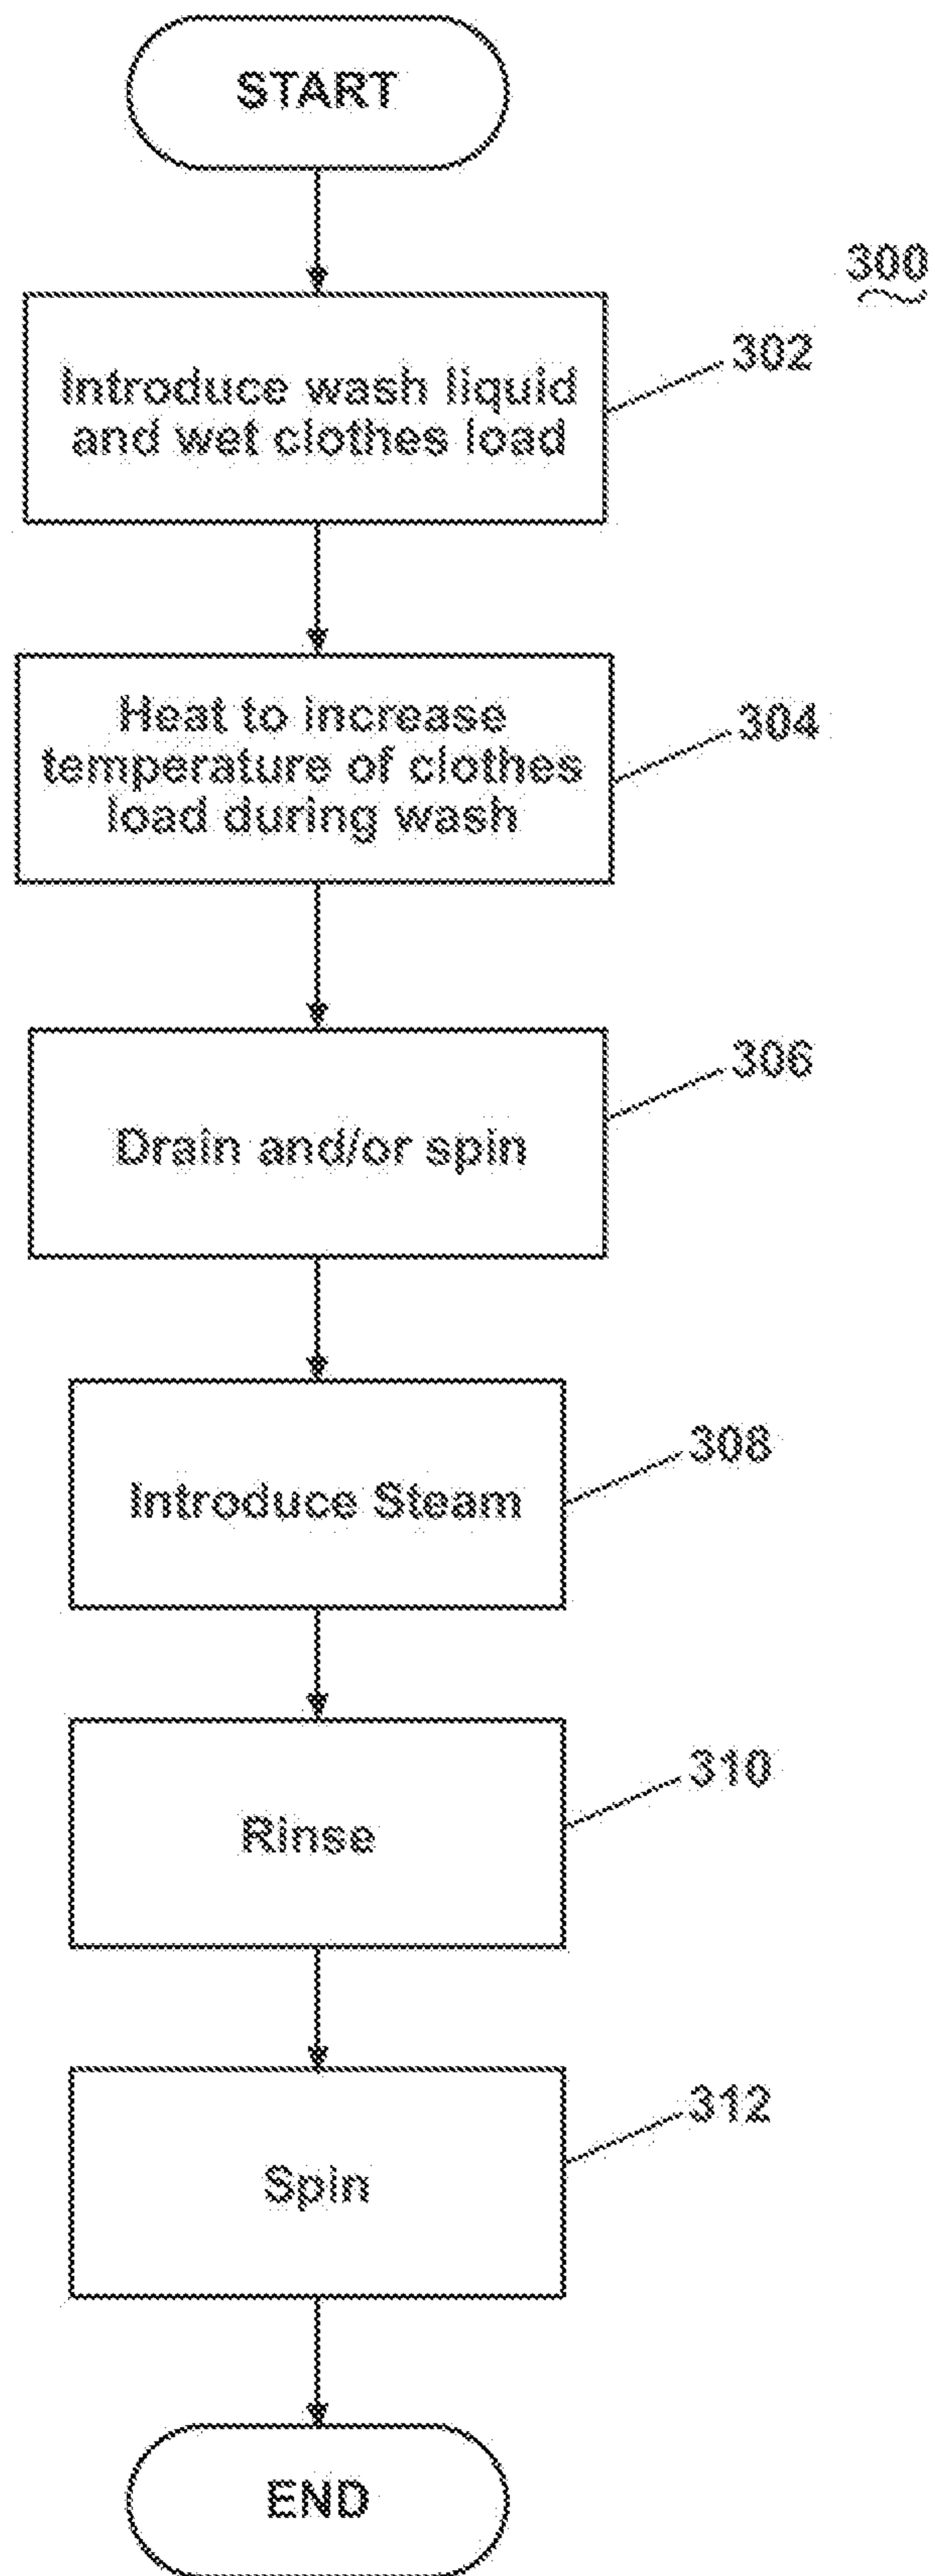 START
300
302
Introduce wash liquid
and wet clothes load
304
Heat to increase
temperature of clothes
load during wash
306
Drain and/or spin
308
Introduce Steam
310
Rinse
312
Spin
END